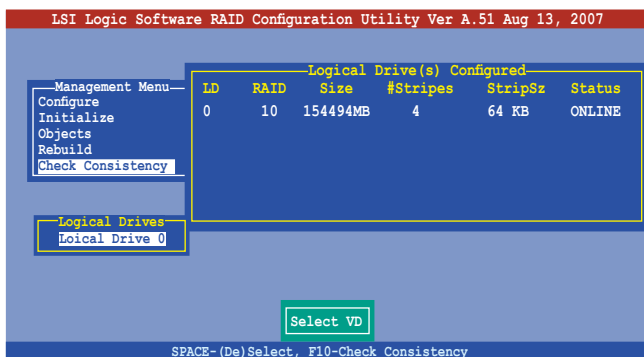 LSI Logic Software RAID Configuration Utility Ver A.51 Aug 13, 2007
Management Menu
Configure
Initialize
Objects
Rebuild
Check Consistency
Logical Drive(s) Configured
LD RAID Size #Stripes StripSz Status
0 10 154494MB 4 64 KB ONLINE
Logical Drives
Loical Drive 0
Select VD
SPACE-(De)Select, F10-Check Consistency